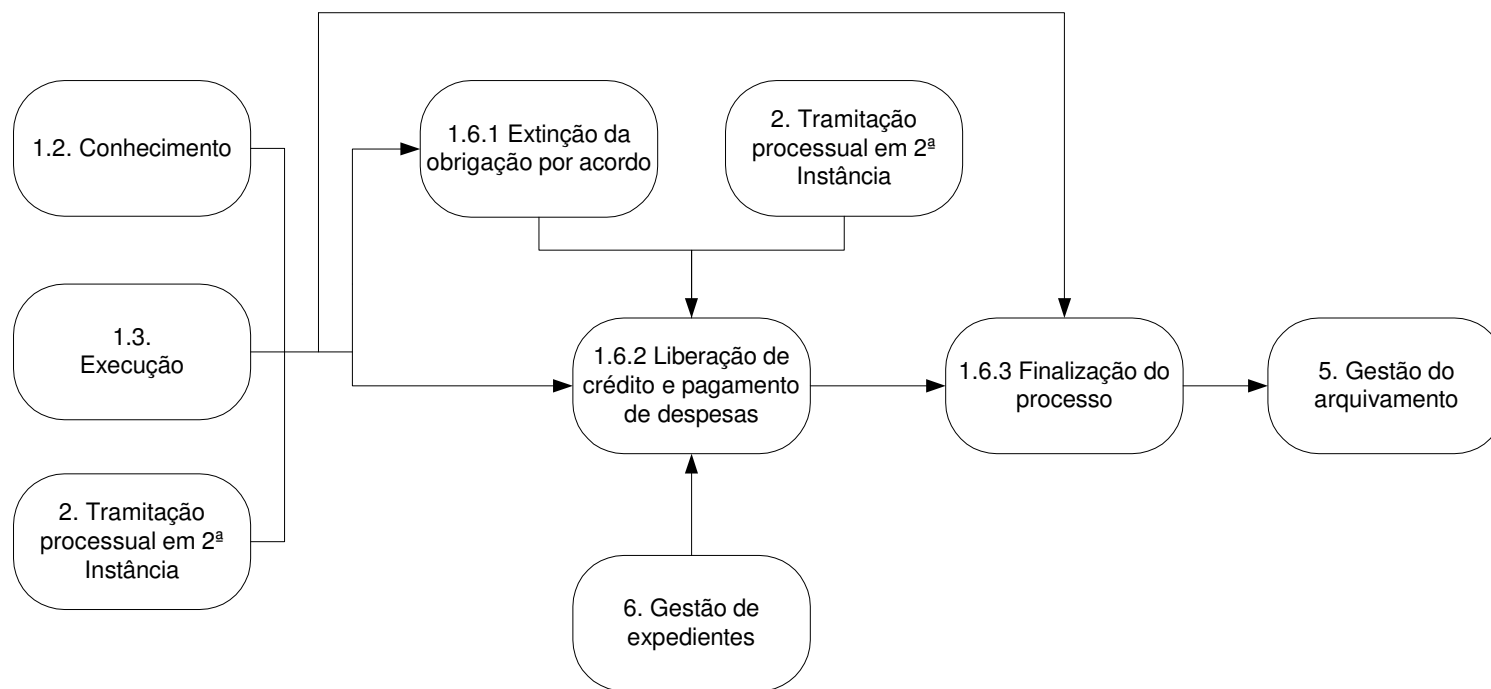 1.2. Conhecimento
1.6.1 Extinção da
obrigação por acordo
2. Tramitação
processual em 2ª
Instância
1.3.
Execução
1.6.2 Liberação de
crédito e pagamento
de despesas
1.6.3 Finalização do
processo
5. Gestão do
arquivamento
2. Tramitação
processual em 2ª
Instância
6. Gestão de
expedientes